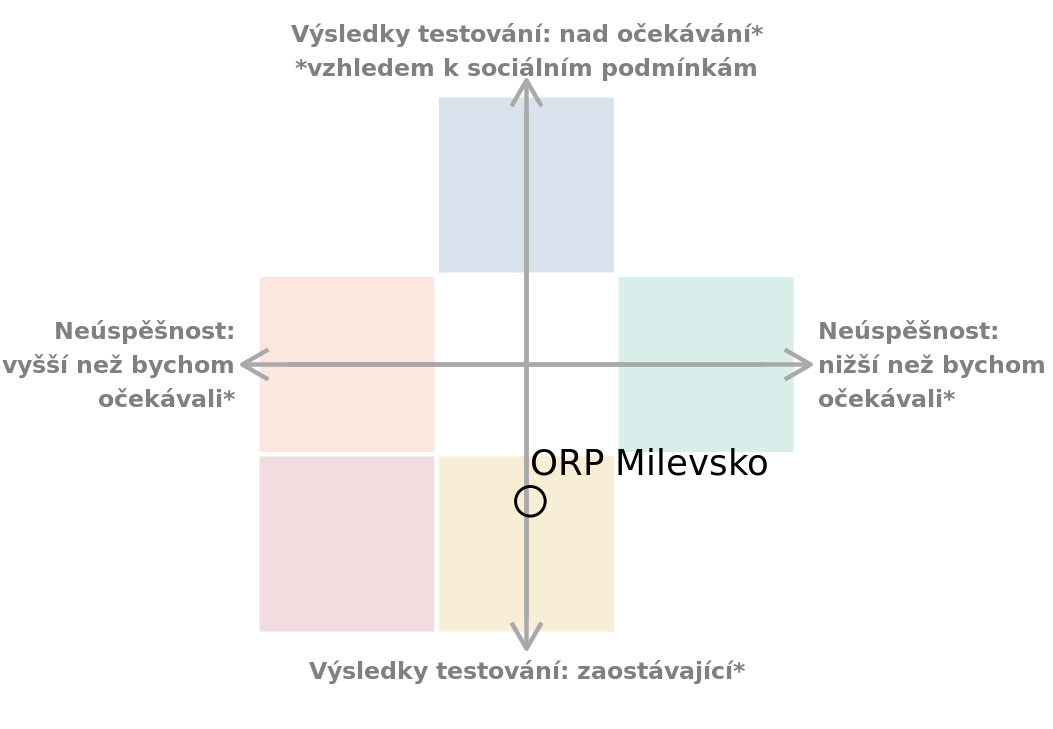 Výsledky testování: nad očekávání*
*vzhledem k sociálním podmínkám
Neúspěšnost:
vyšší než bychom
očekávali*
Neúspěšnost:
nižší než bychom
očekávali*
ORP Milevsko
Výsledky testování: zaostávající*